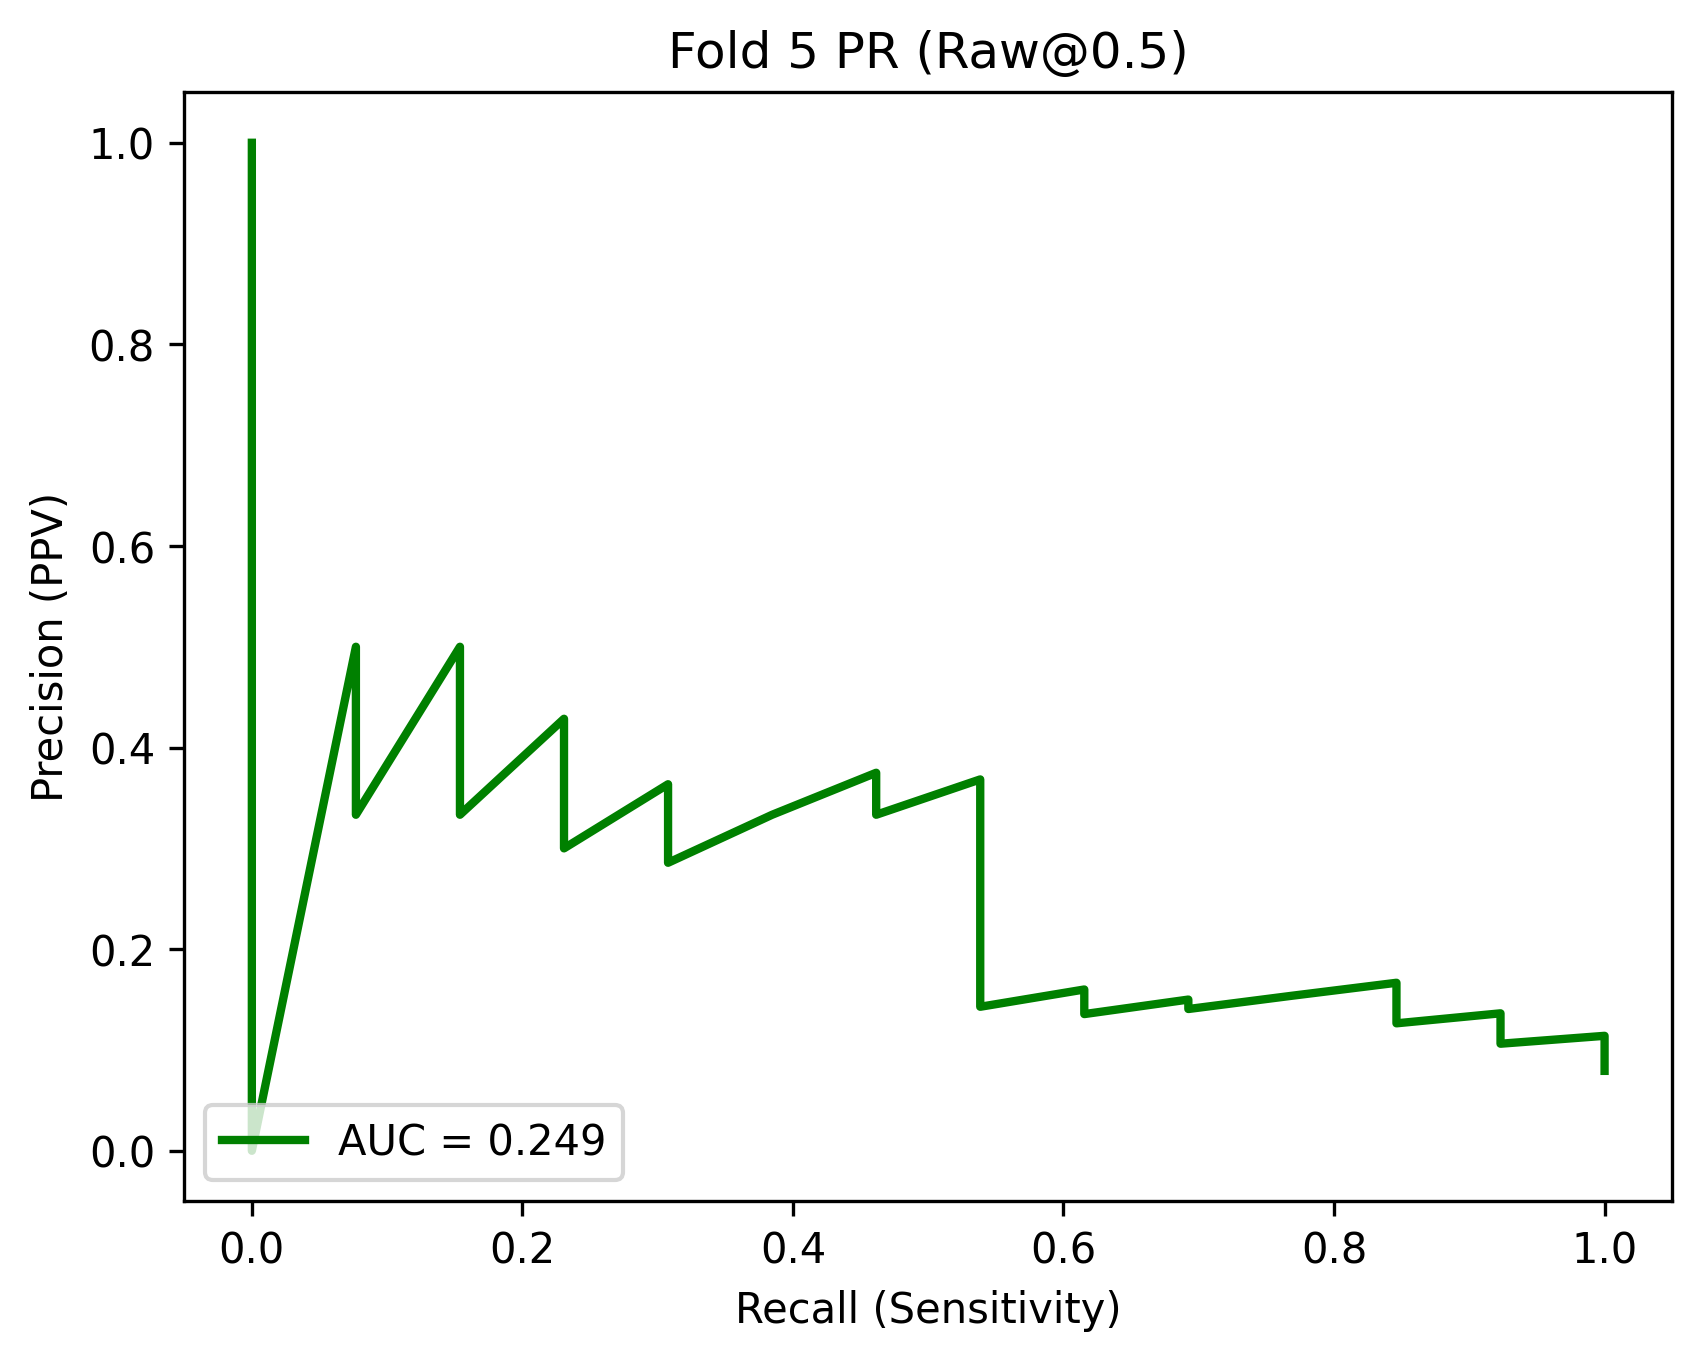 Fold 5 PR (Raw@0.5)
Precision (PPV)
1.0
0.8
0.6
0.4
0.2
0.0
AUC = 0.249
0.0 0.2 0.4 0.6 0.8 1.0
Recall (Sensitivity)